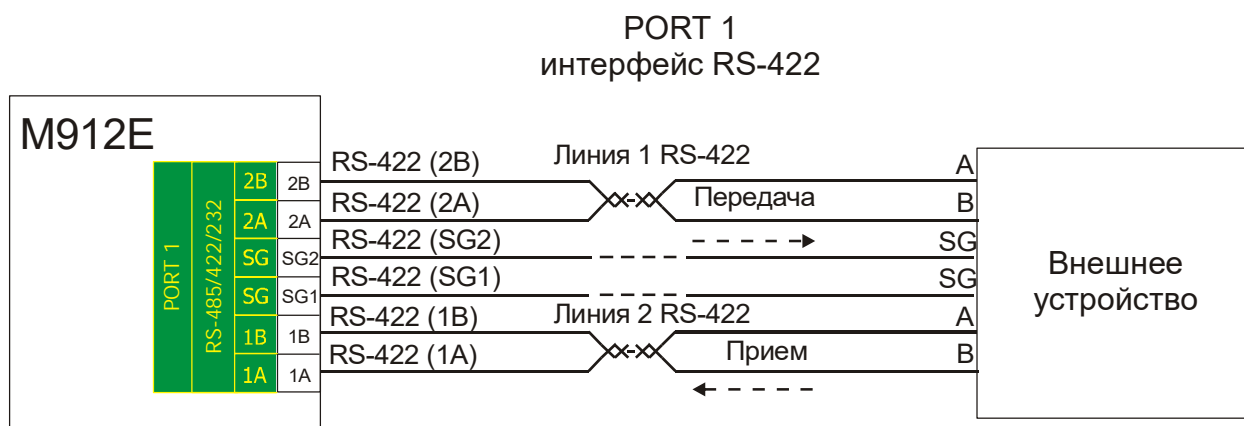 PORT 1
интерфейс RS-422
M912E
PORT 1
RS-485/422/232
2B 2B RS-422 (2B) Линия 1 RS-422 A
2A 2A RS-422 (2A) Передача B
SG SG2 RS-422 (SG2) SG
SG SG1 RS-422 (SG1) SG
1B 1B RS-422 (1B) Линия 2 RS-422 A
1A 1A RS-422 (1A) Прием B
Внешнее
устройство